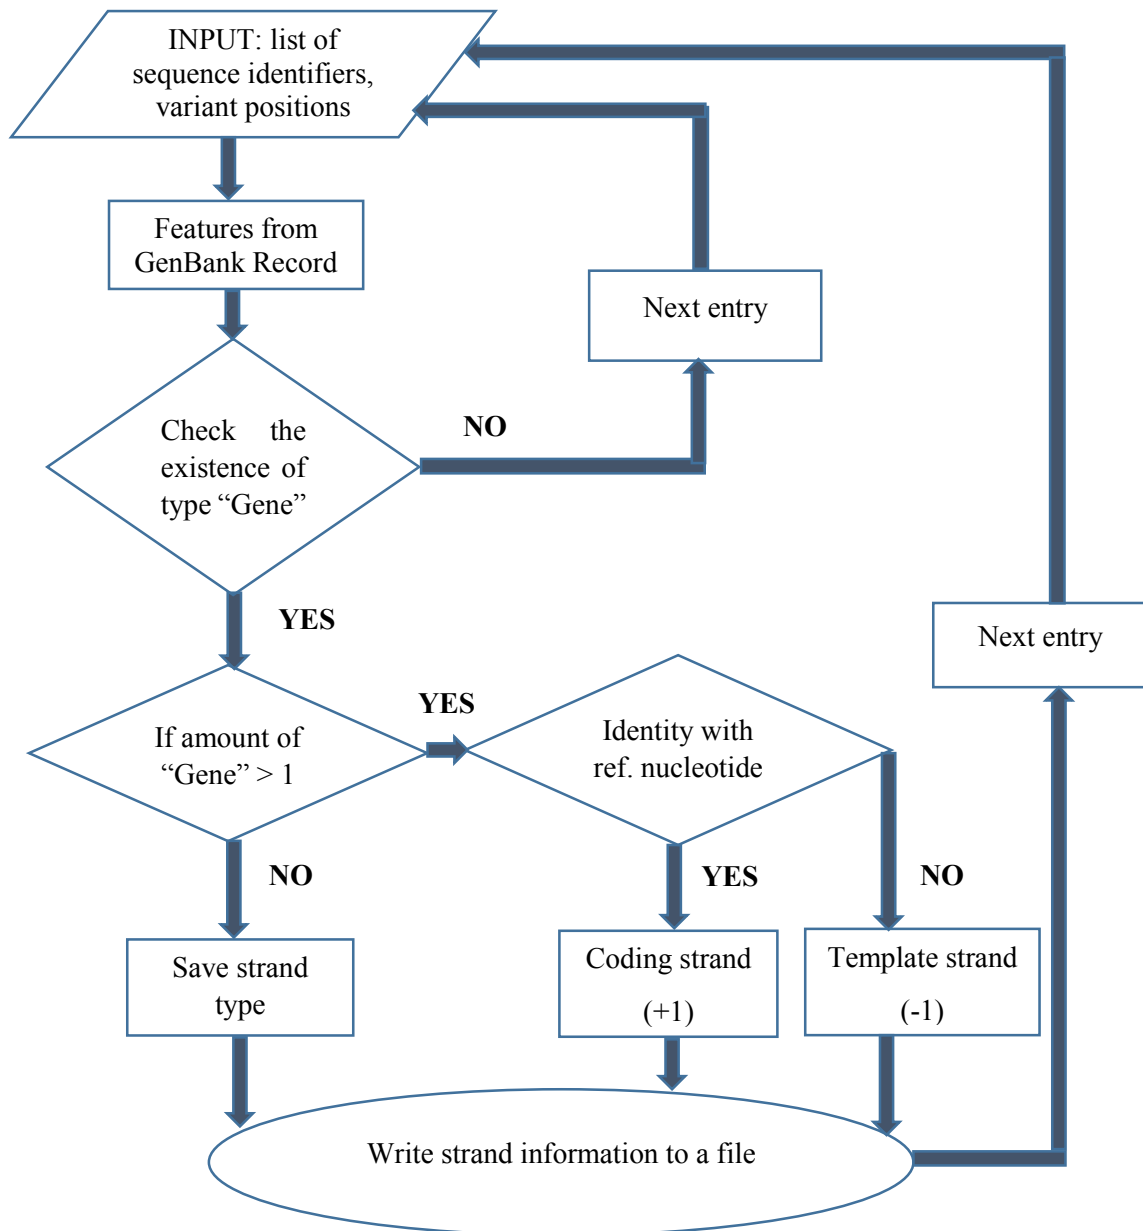 INPUT: list of
sequence identifiers,
variant positions
Features from
GenBank Record
Next entry
Check the
existence of
type “Gene”
NO
YES
Next entry
If amount of
“Gene” > 1
YES
Identity with
ref. nucleotide
NO
YES
NO
Save strand
type
Coding strand
(+1)
Template strand
(-1)
Write strand information to a file